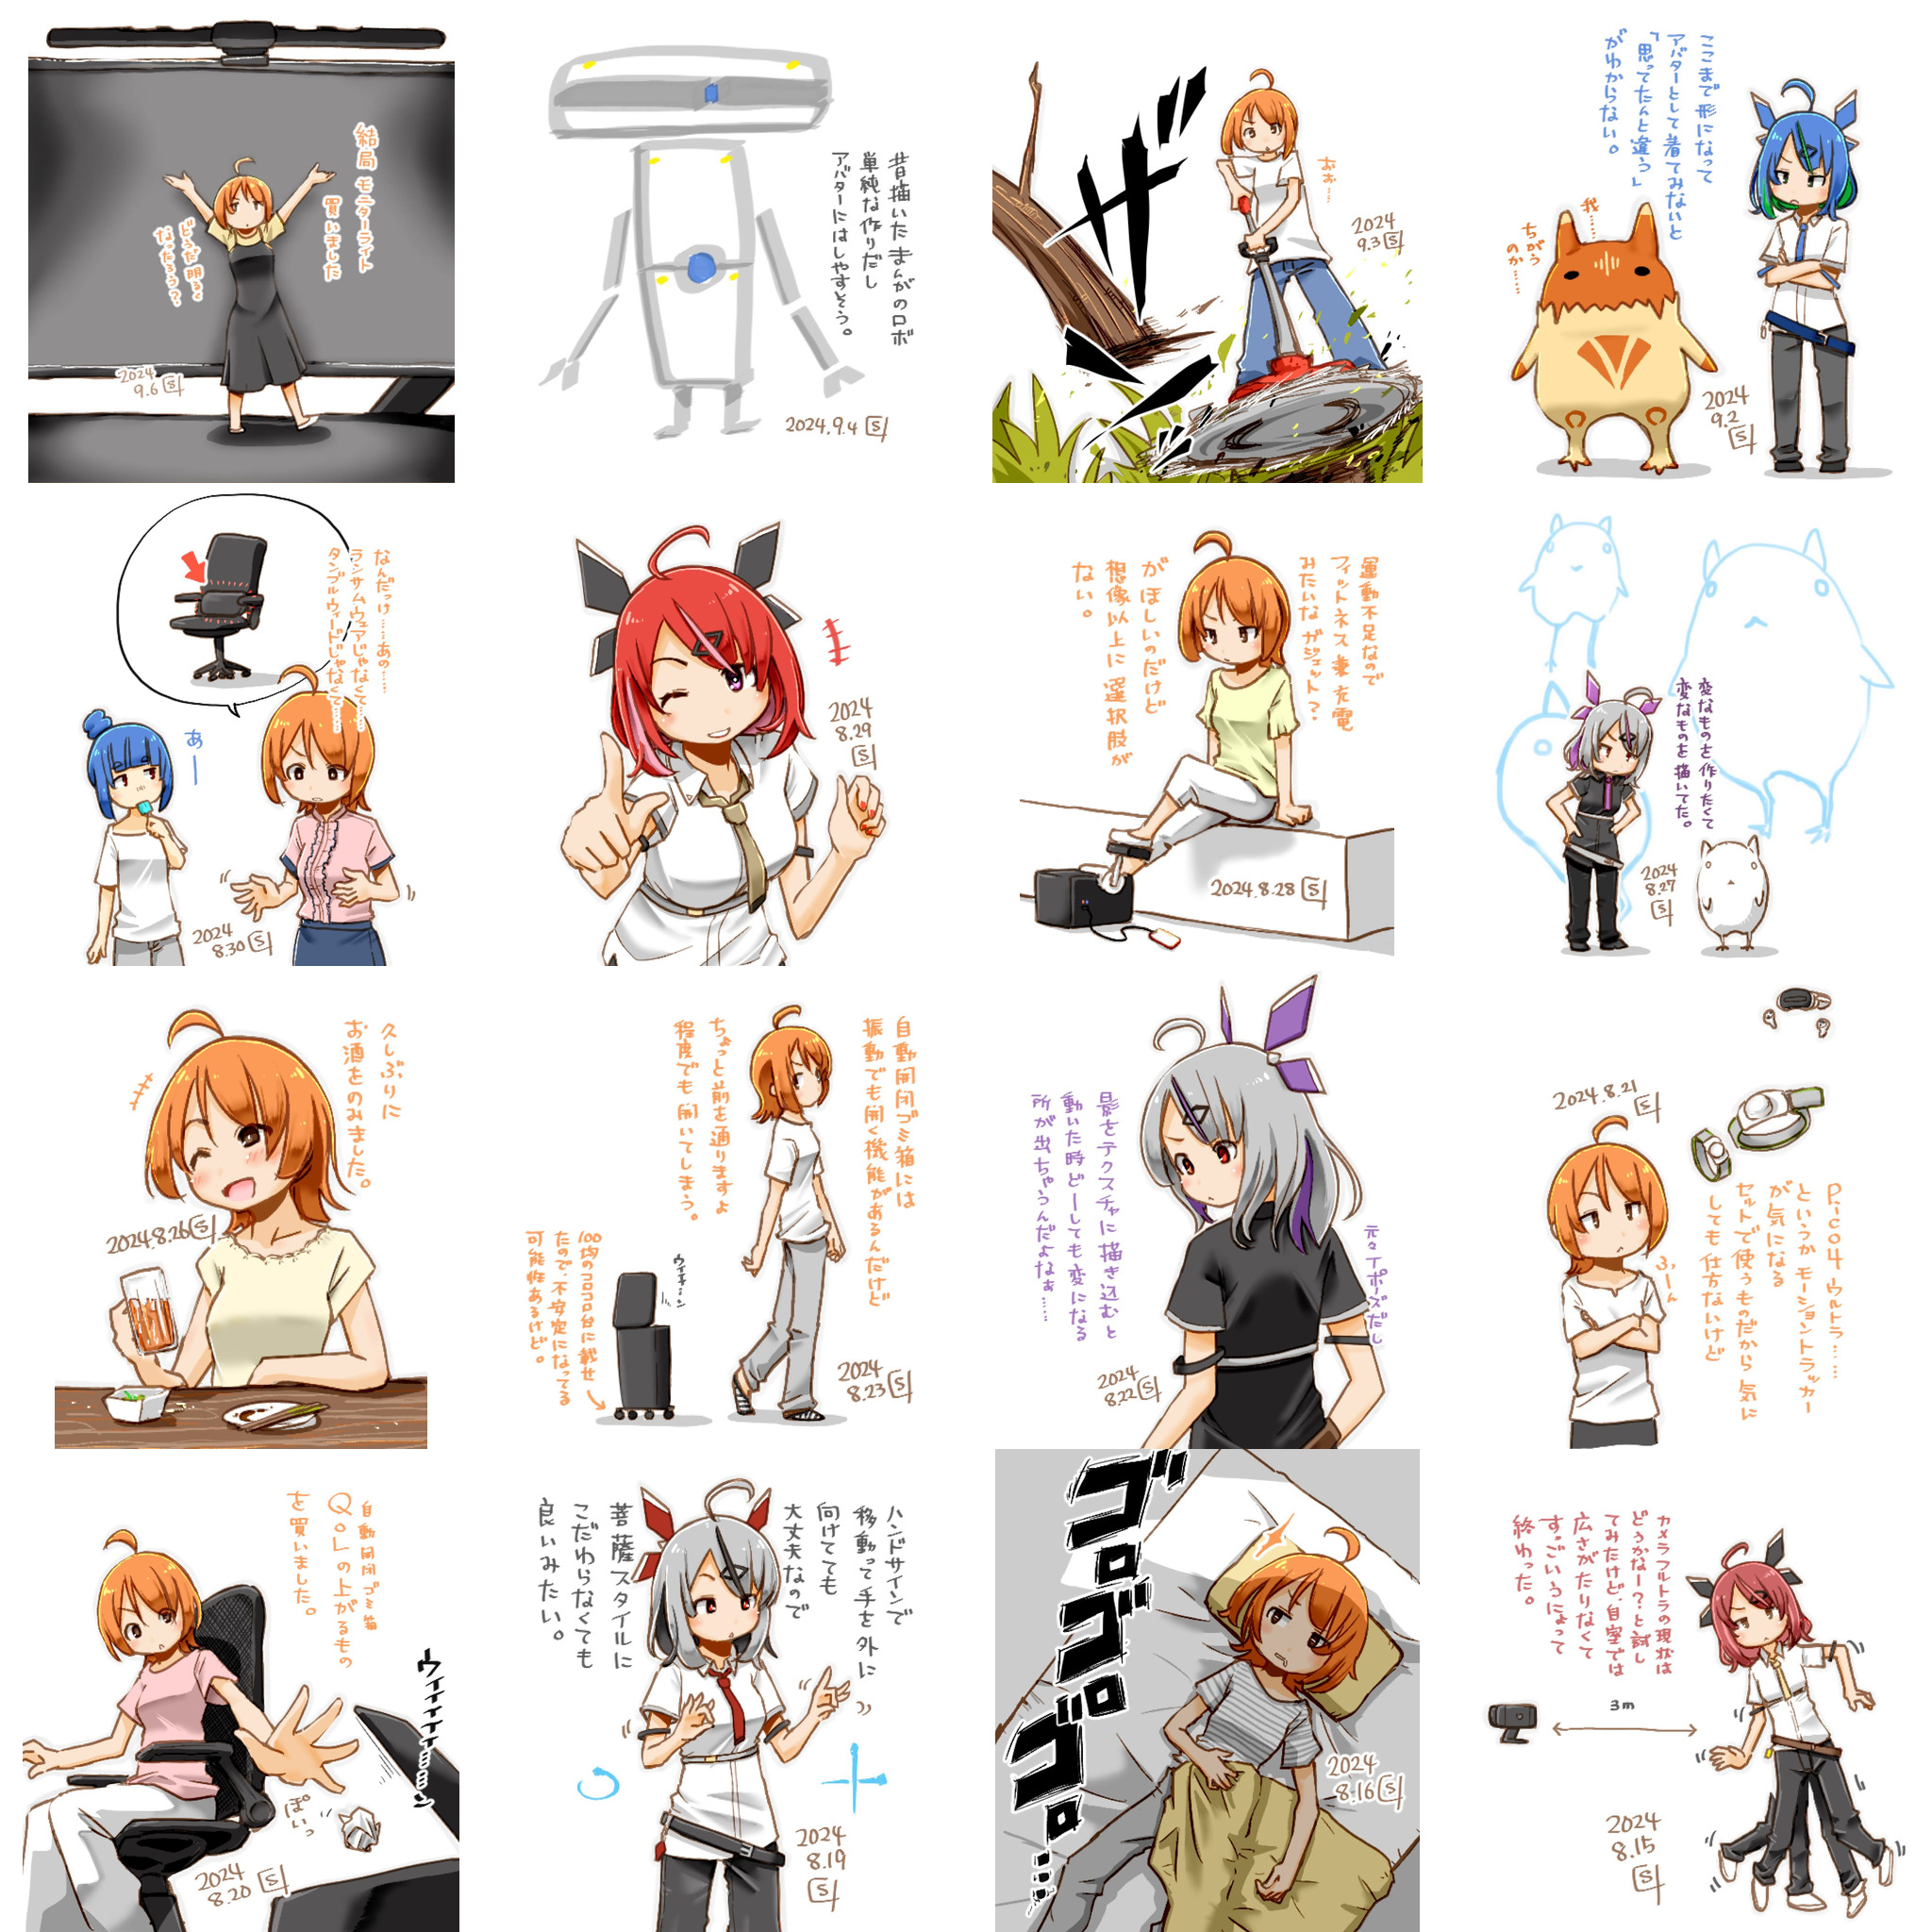 結局 モニターライト
買いました
どうだ明るく
なっただろう?
2024
9.6 S
昔描いた まんがのロボ
単純な作りだし
アバターにはしやすそう。
2024.9.4 S
ザッ
おぉ……
2024
9.3 S
ここまで 形になって
アバターとして着てみないと
「思ってたんと違う」
がわからない。
我……
ちがう
のか……
2024
9.2
S
なんだっけ……あの……
ランサムウェアじゃなくて……
タンブルウィードじゃなくて……
あー
2024
8.30 S
2024
8.29
S
運動不足なので
フィットネス兼充電
みたいな ガジェット?
が ほしいのだけど
想像以上に 選択肢が
ない。
2024.8.28 S
変なものを 作りたくて
変なものを 描いてた。
2024
8.27
S
久しぶりに
お酒をのみました。
2024.8.26 S
自動開閉ゴミ箱には
振動でも開く機能があるんだけど
ちょっと前を通りますよ
程度でも 開いてしまう。
100均のコロコロ台に載せ
たので、不安定になってる
可能性あるけど。
ウイチーン
2024
8.23 S
影をテクスチャに 描き込むと
動いた時どーしても変になる
所が出ちゃうんだよなぁ……
元々Tポーズだし
2024
8.22 S
2024.8.21
S
Pico4ウルトラ……
というか モーショントラッカー
が気になる
セルトで使うものだから 気に
しても 仕方ないけど
ふーん
自動開閉ゴミ箱
QoLの上がるもの
を買いました。
ウイイイイイ………ン
ぽいっ
2024
8.20 S
ハンドサインで
移動って手を外に
向けてても
大丈夫なので
菩薩スタイルに
こだわらなくても
良いみたい。
2024
8.19
S
ゴロゴロゴロ……
2024
8.16 S
カメラフルトラの現状は
どうかなー?と試し
てみたけど、自室では
広さがたりなくて
すっごいうにょって
終わった。
3m
2024
8.15
S